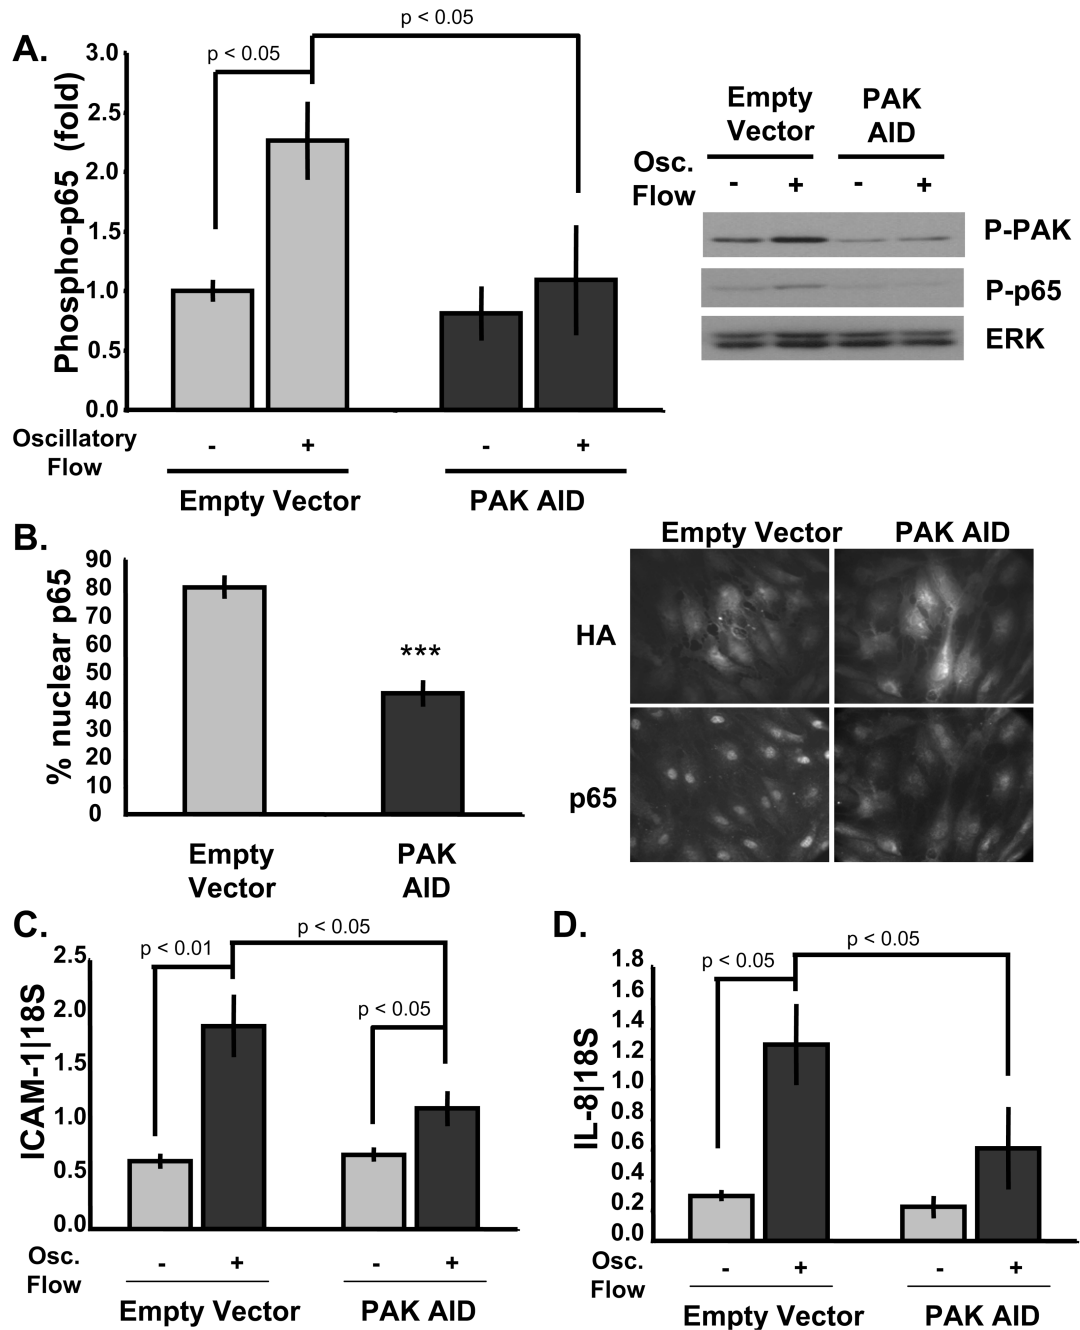 A.
p < 0.05
p < 0.05
Phospho-p65 (fold)
3.0
2.5
2.0
1.5
1.0
0.5
0.0
Oscillatory
Flow
- + - +
Empty Vector PAK AID
Empty
Vector
PAK
AID
Osc.
Flow
- + - +
P-PAK
P-p65
ERK
B.
% nuclear p65
90
80
70
60
50
40
30
20
10
0
***
Empty
Vector
PAK
AID
Empty Vector PAK AID
HA
p65
C.
p < 0.05
p < 0.01
p < 0.05
ICAM-1|18S
2.5
2.0
1.5
1.0
0.5
0.0
Osc.
Flow
- + - +
Empty Vector PAK AID
D.
p < 0.05
p < 0.05
IL-8|18S
1.8
1.6
1.4
1.2
1.0
0.8
0.6
0.4
0.2
0.0
Osc.
Flow
- + - +
Empty Vector PAK AID